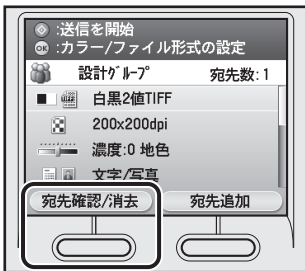 :送信を開始
OK :カラー/ファイル形式の設定
設計ｸﾞﾙｰﾌﾟ 宛先数:1
白黒2値TIFF
200x200dpi
濃度:0 地色
文字/写真
宛先確認/消去 宛先追加